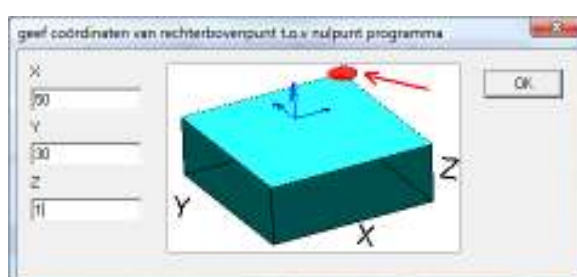 geef coördinaten van rechterbovenpunt t.o.v nulpunt programma
X
50
Y
30
Z
1
OK
Z
Y
X